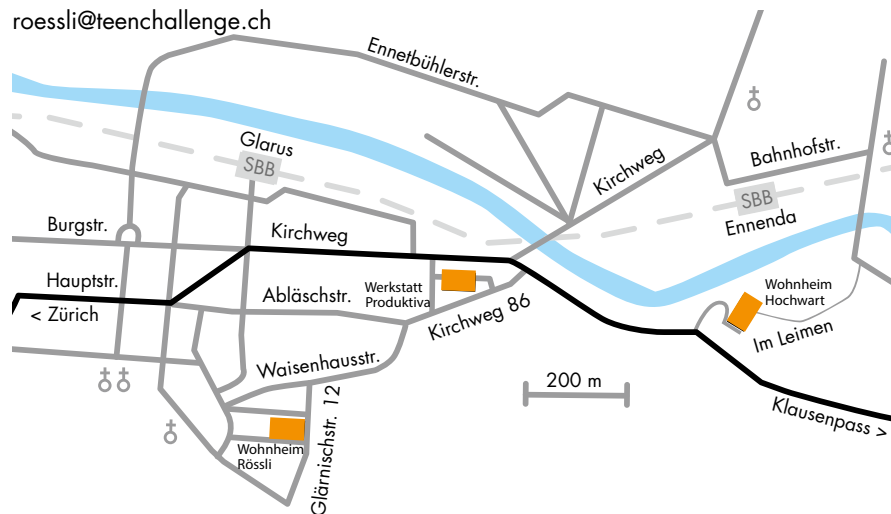 roessli@teenchallenge.ch
Ennetbühlerstr.
Glarus
SBB
Kirchweg
Bahnhofstr.
SBB
Ennenda
Burgstr.
Kirchweg
Hauptstr.
< Zürich
Abläschstr.
Werkstatt
Produktiva
Kirchweg 86
Wohnheim
Hochwart
Im Leimen
Waisenhausstr.
200 m
Klausenpass >
Glärnischstr. 12
Wohnheim
Rössli